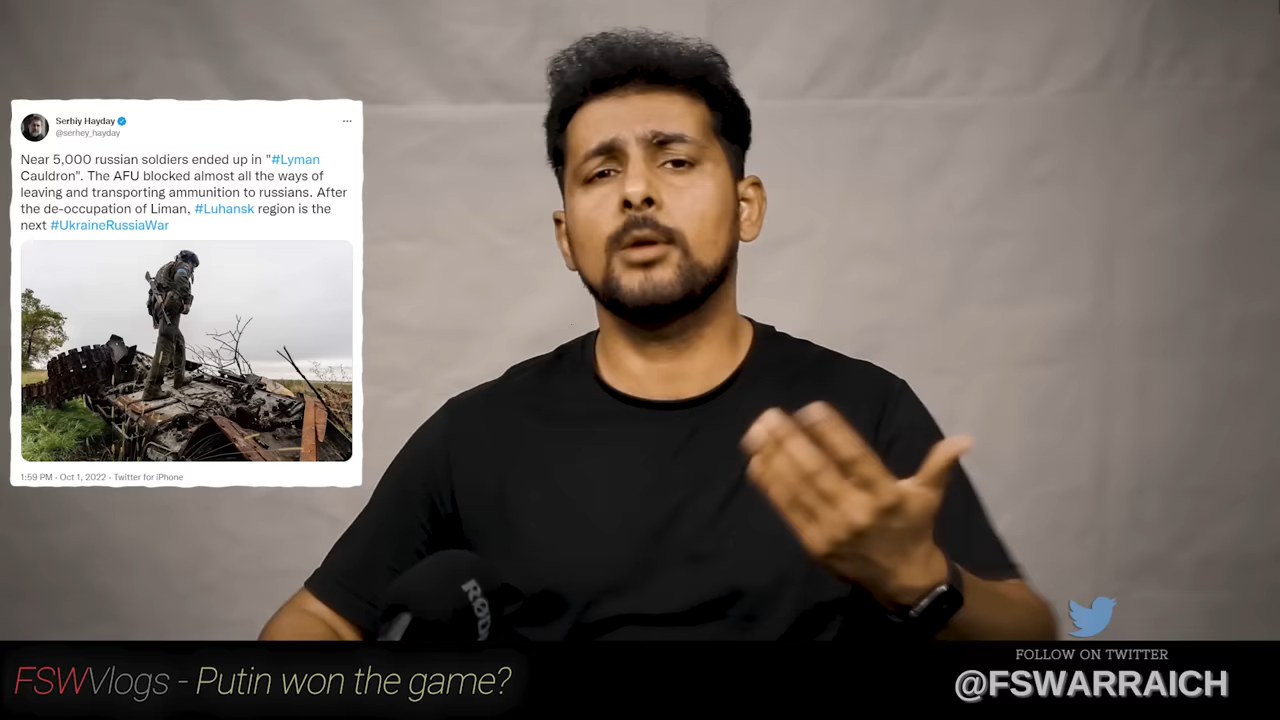 Serhiy Hayday
@serhey_hayday
Near 5,000 russian soldiers ended up in "#Lyman
Cauldron". The AFU blocked almost all the ways of
leaving and transporting ammunition to russians. After
the de-occupation of Liman, #Luhansk region is the
next #UkraineRussiaWar
1:59 PM · Oct 1, 2022 · Twitter for iPhone
RØDE
FSWVlogs - Putin won the game?
FOLLOW ON TWITTER
@FSWARRAICH